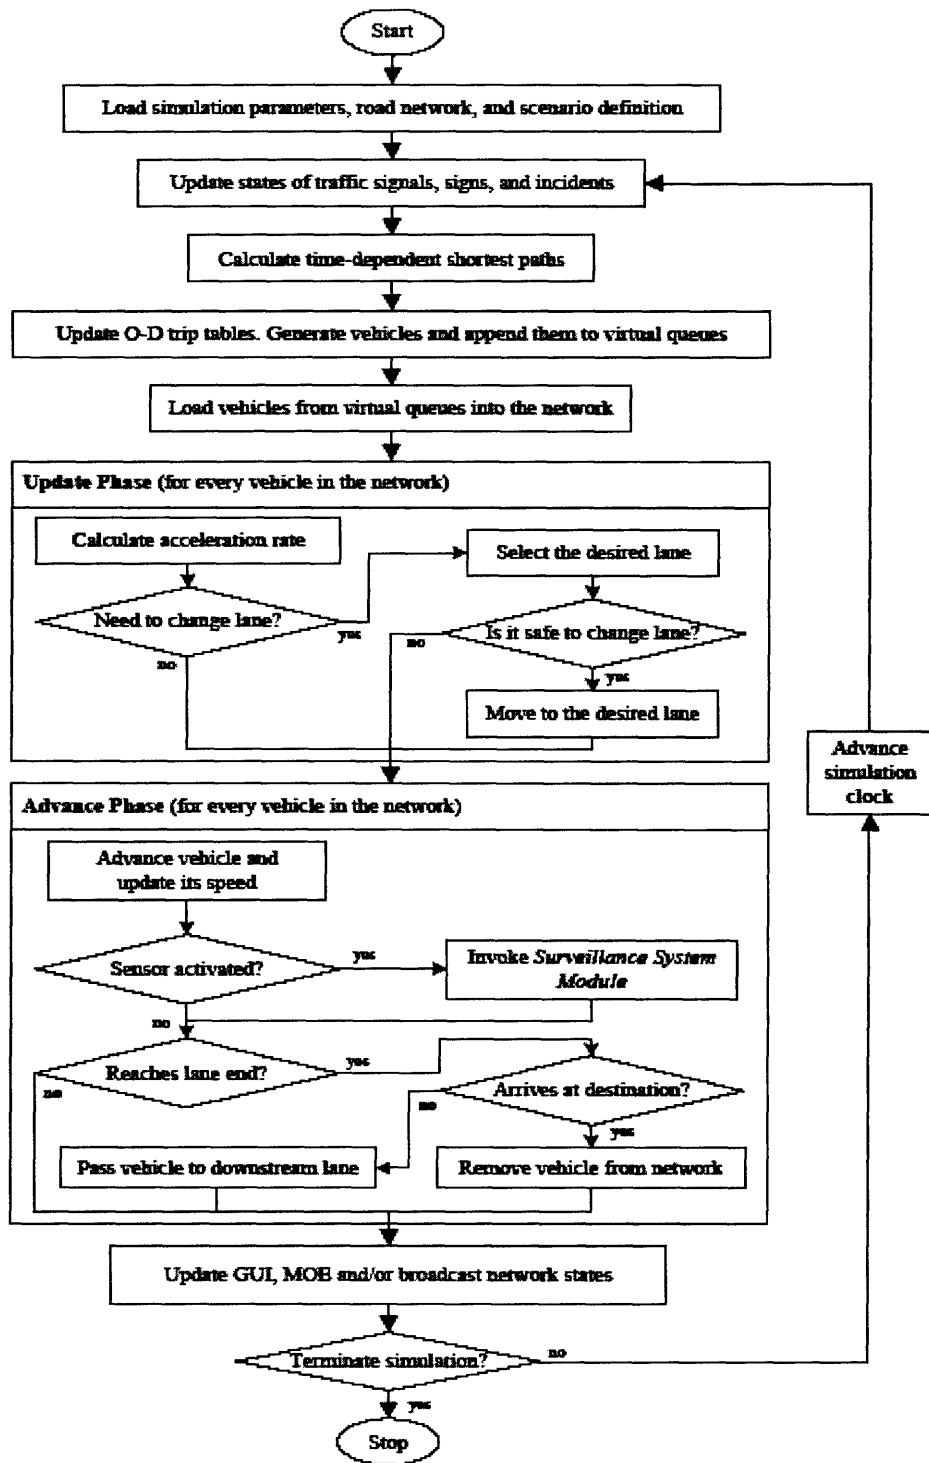 Start
Load simulation parameters, road network, and scenario definition
Update states of traffic signals, signs, and incidents
Calculate time-dependent shortest paths
Update O-D trip tables. Generate vehicles and append them to virtual queues
Load vehicles from virtual queues into the network
Update Phase (for every vehicle in the network)
Calculate acceleration rate
Select the desired lane
Need to change lane?
yes
no
Is it safe to change lane?
no
yes
Move to the desired lane
Advance
simulation
clock
Advance Phase (for every vehicle in the network)
Advance vehicle and
update its speed
Sensor activated?
yes
no
Invoke Surveillance System
Module
Reaches lane end?
yes
no
Arrives at destination?
no
yes
Pass vehicle to downstream lane
Remove vehicle from network
Update GUI, MOE and/or broadcast network states
Terminate simulation?
no
yes
Stop